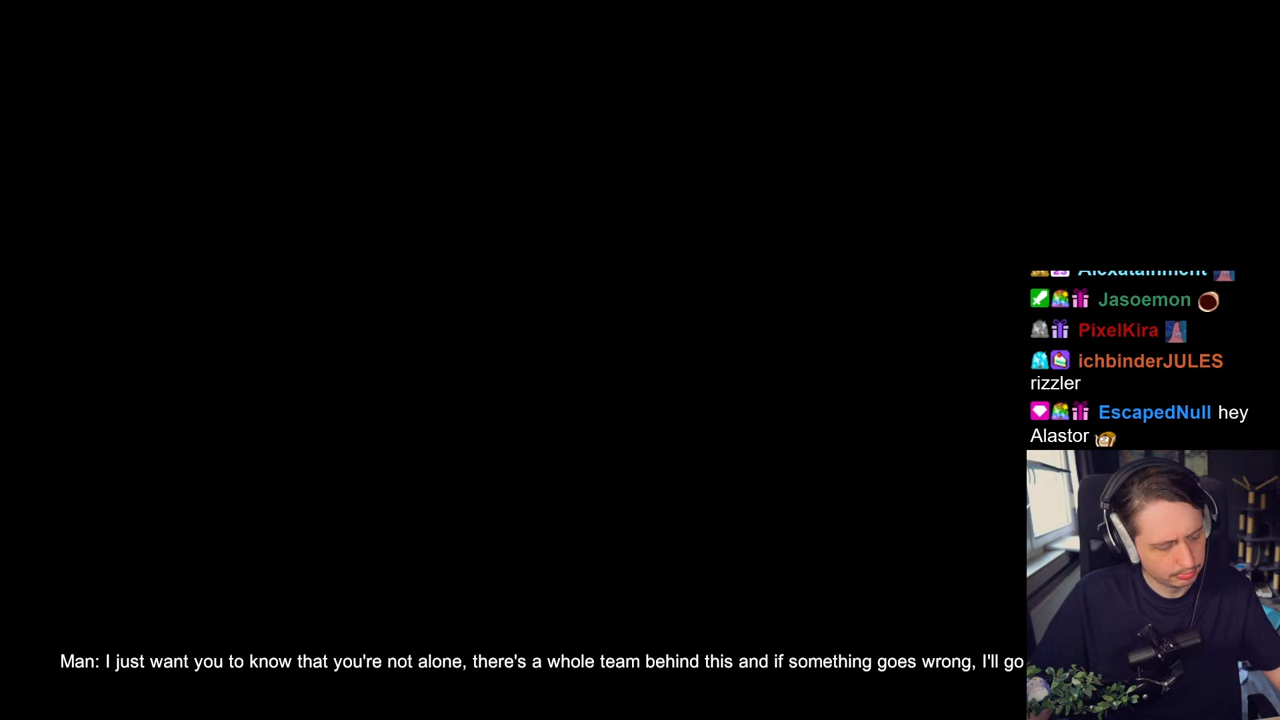 Alexatainment
Jasoemon
PixelKira
ichbinderJULES
rizzler
EscapedNull hey
Alastor
Man: I just want you to know that you're not alone, there's a whole team behind this and if something goes wrong, I'll go